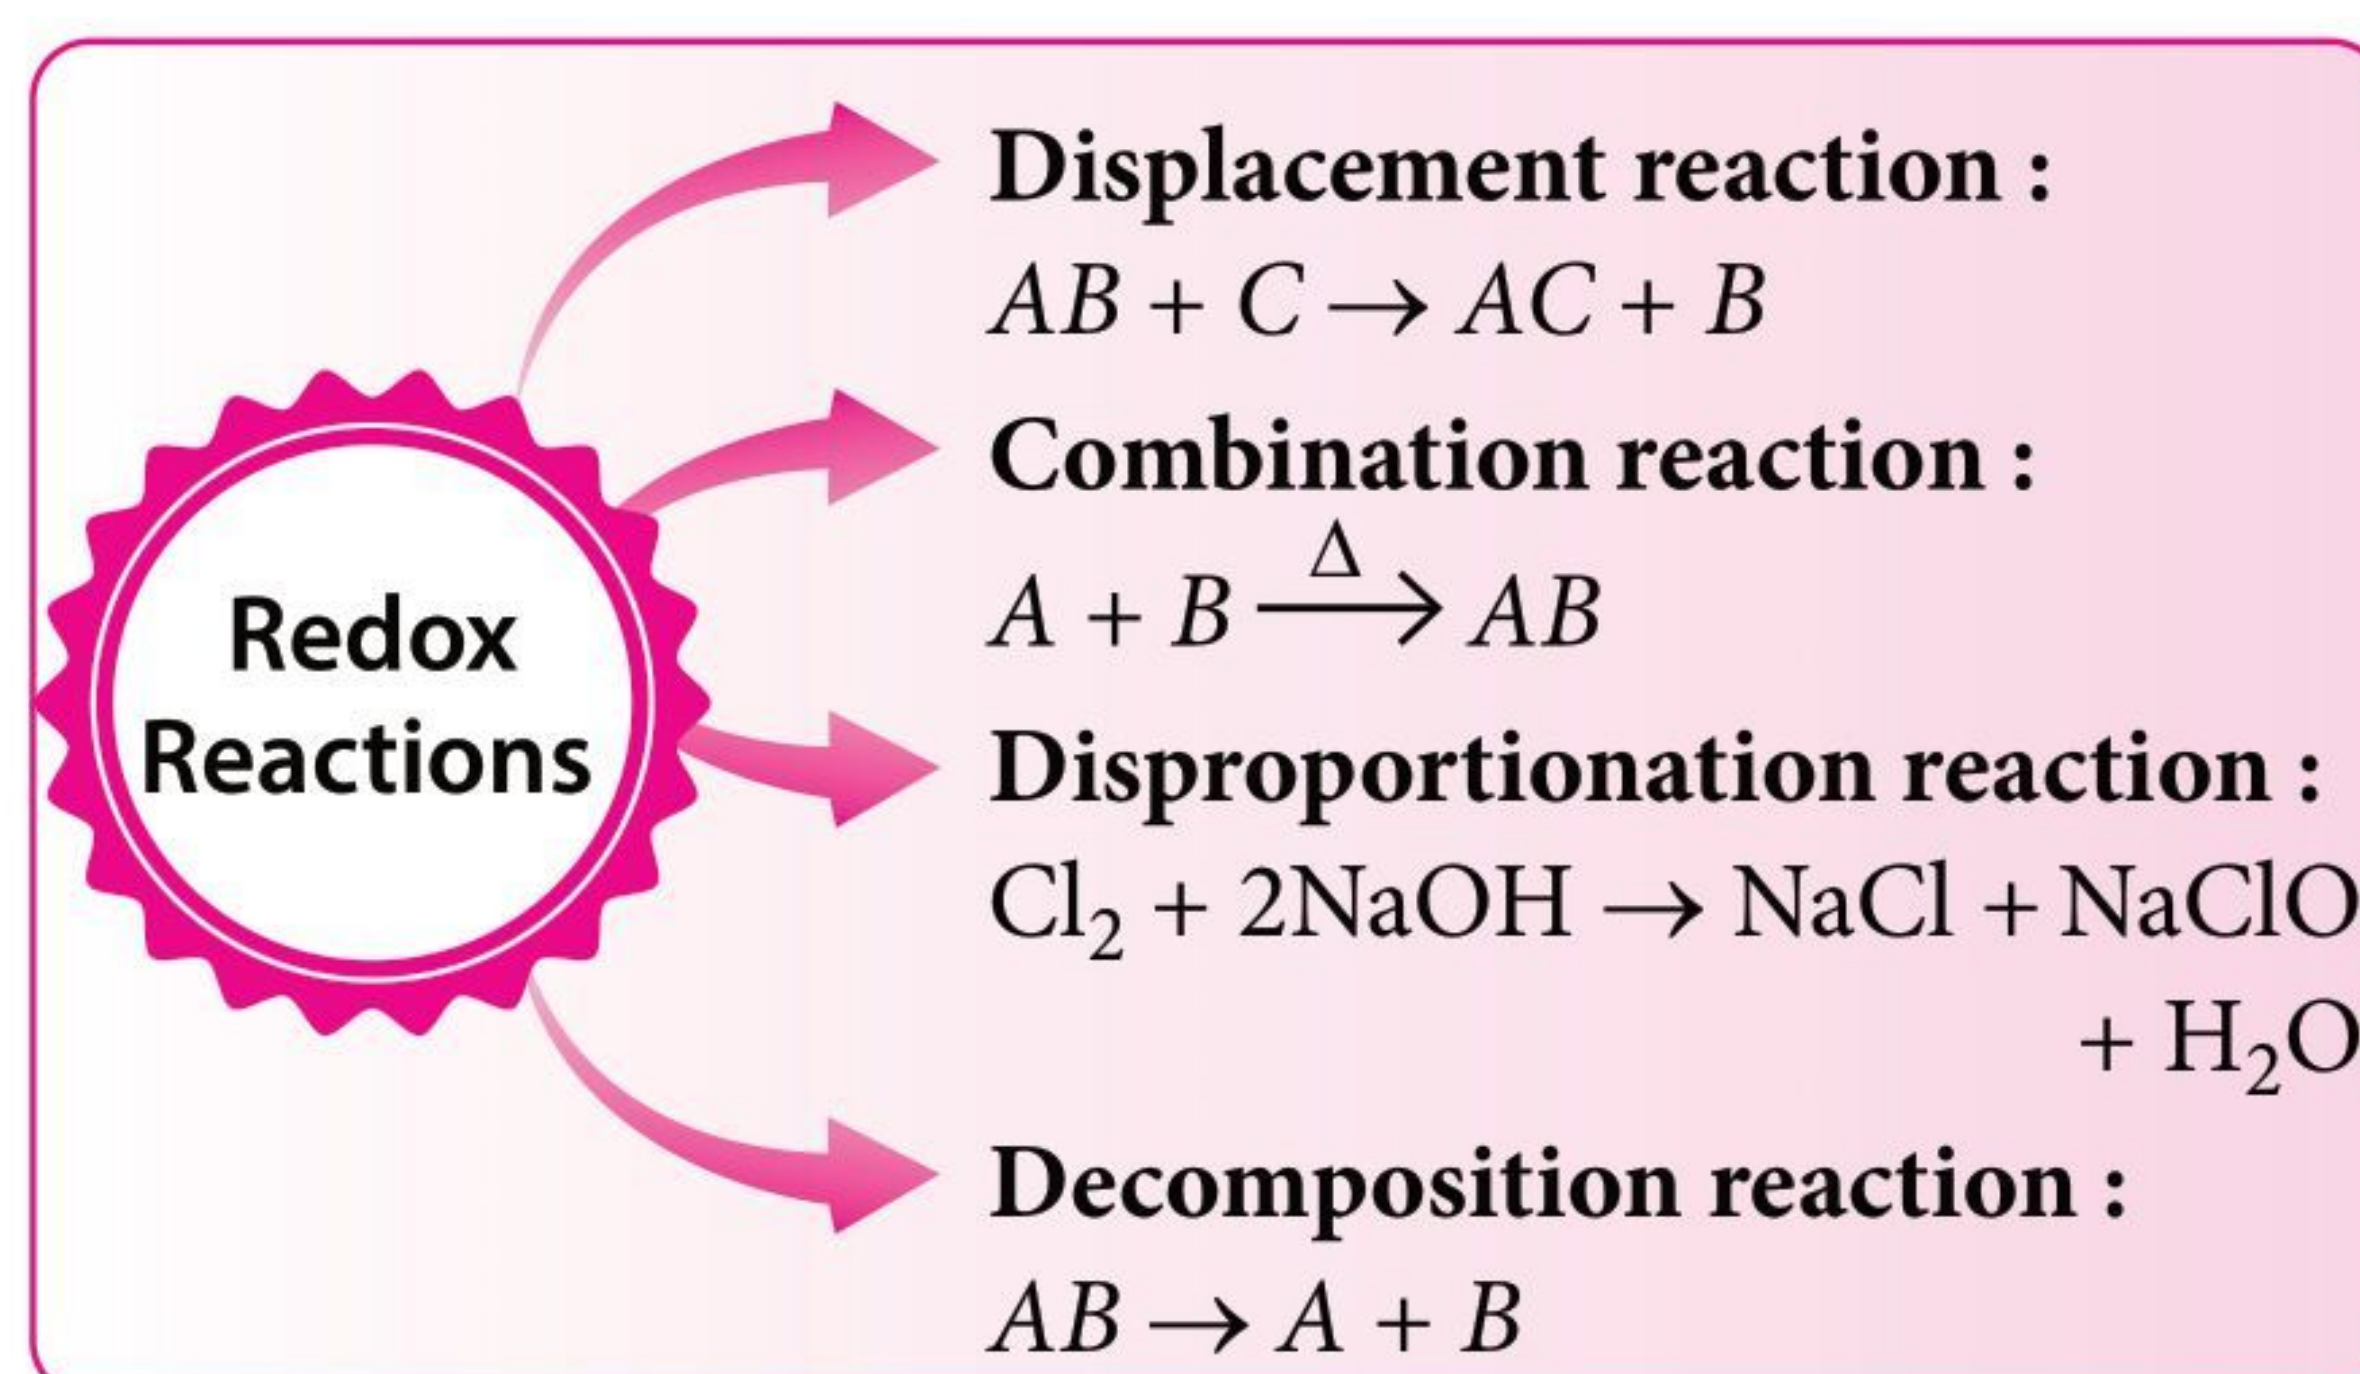 Redox
Reactions
Displacement reaction :
AB + C → AC + B
Combination reaction :
Δ
A + B ⟶ AB
Disproportionation reaction :
Cl₂ + 2NaOH → NaCl + NaClO
+ H₂O
Decomposition reaction :
AB → A + B